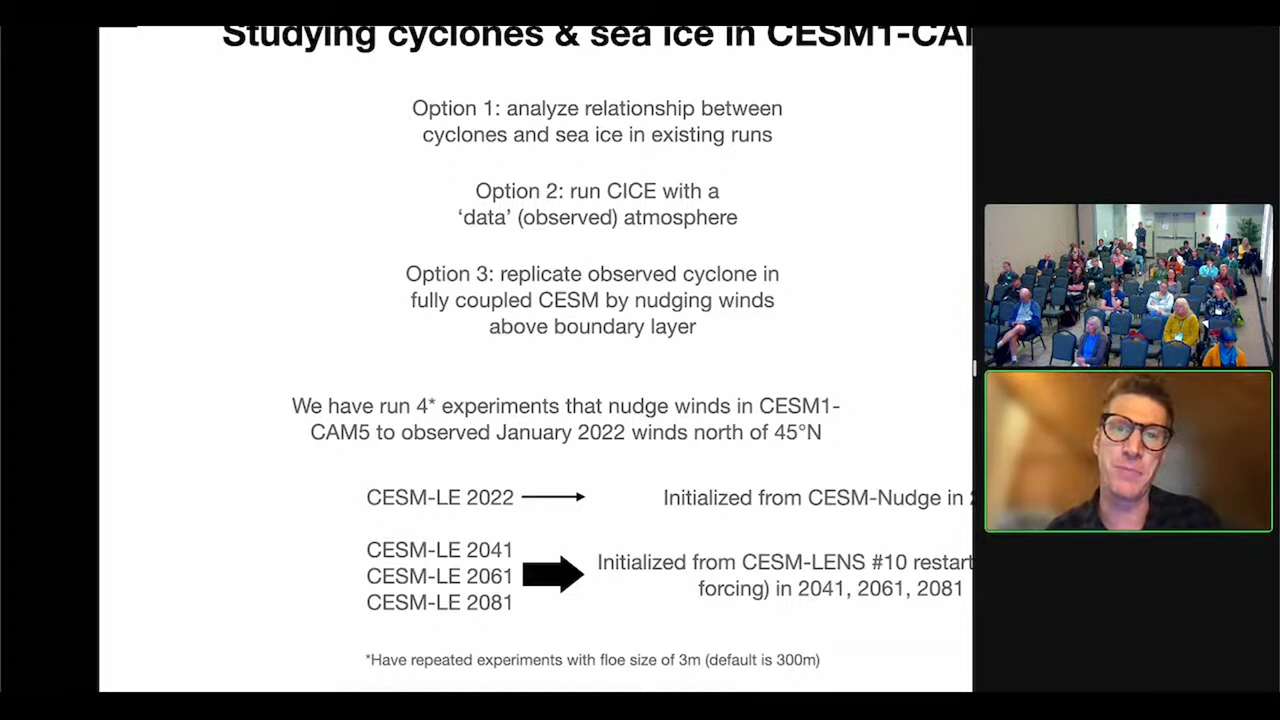 Studying cyclones & sea ice in CESM1-CA
Option 1: analyze relationship between
cyclones and sea ice in existing runs
Option 2: run CICE with a
‘data’ (observed) atmosphere
Option 3: replicate observed cyclone in
fully coupled CESM by nudging winds
above boundary layer
We have run 4* experiments that nudge winds in CESM1-
CAM5 to observed January 2022 winds north of 45°N
CESM-LE 2022
Initialized from CESM-Nudge in
CESM-LE 2041
CESM-LE 2061
CESM-LE 2081
Initialized from CESM-LENS #10 restart
forcing) in 2041, 2061, 2081
*Have repeated experiments with floe size of 3m (default is 300m)